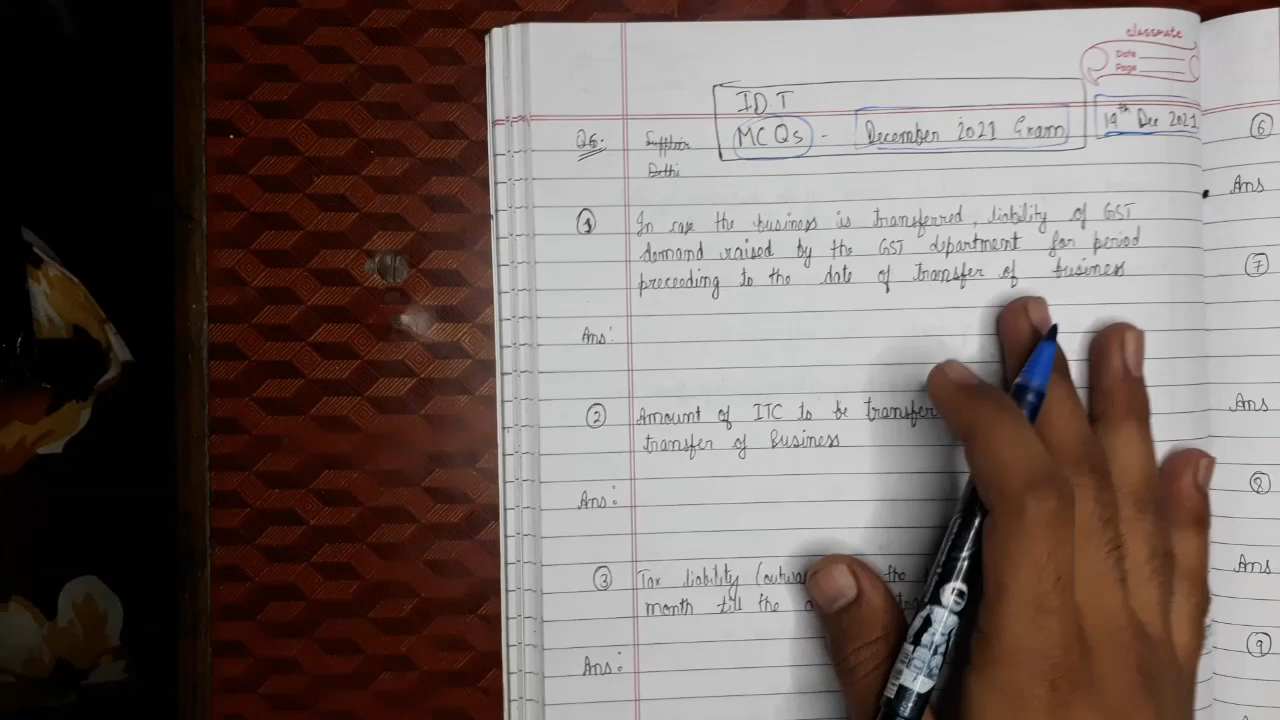 classmate
Date
Page
I D T
MCQs - December 2021 Exam
14th Dec 2021
Q5:
Supplier
Delhi
① In case the business is transferred, liability of GST
demand raised by the GST department for period
preceeding to the date of transfer of business
Ans:
② Amount of ITC to be transfer
transfer of Business
Ans:
③ Tax liability (outwa the
month till the
Ans:
⑥
Ans
⑦
Ans
⑧
Ans
⑨